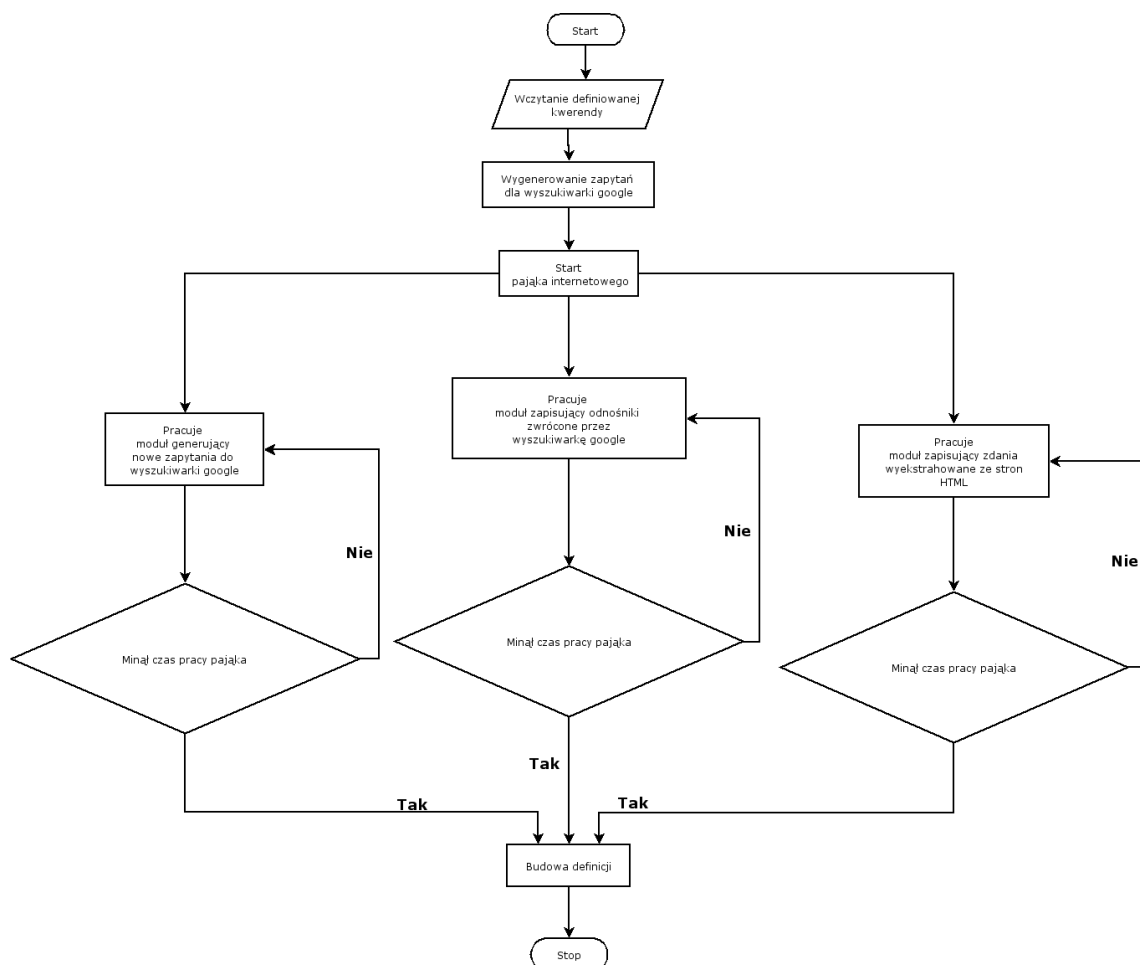 Start
Wczytanie definiowanej
kwerendy
Wygenerowanie zapytań
dla wyszukiwarki google
Start
pająka internetowego
Pracuje
moduł generujący
nowe zapytania do
wyszukiwarki google
Pracuje
moduł zapisujący odnośniki
zwrócone przez
wyszukiwarkę google
Pracuje
moduł zapisujący zdania
wyekstrahowane ze stron
HTML
Nie
Nie
Nie
Minął czas pracy pająka
Minął czas pracy pająka
Minął czas pracy pająka
Tak
Tak
Tak
Budowa definicji
Stop